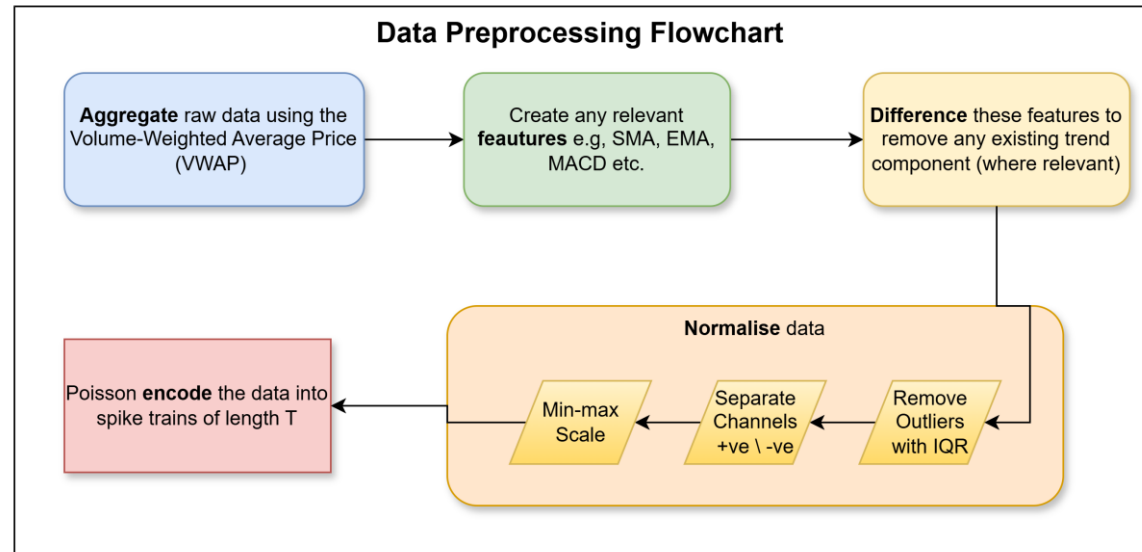 Data Preprocessing Flowchart
Aggregate raw data using the
Volume-Weighted Average Price
(VWAP)
Create any relevant
feautures e.g, SMA, EMA,
MACD etc.
Difference these features to
remove any existing trend
component (where relevant)
Normalise data
Remove
Outliers
with IQR
Separate
Channels
+ve \ -ve
Min-max
Scale
Poisson encode the data into
spike trains of length T